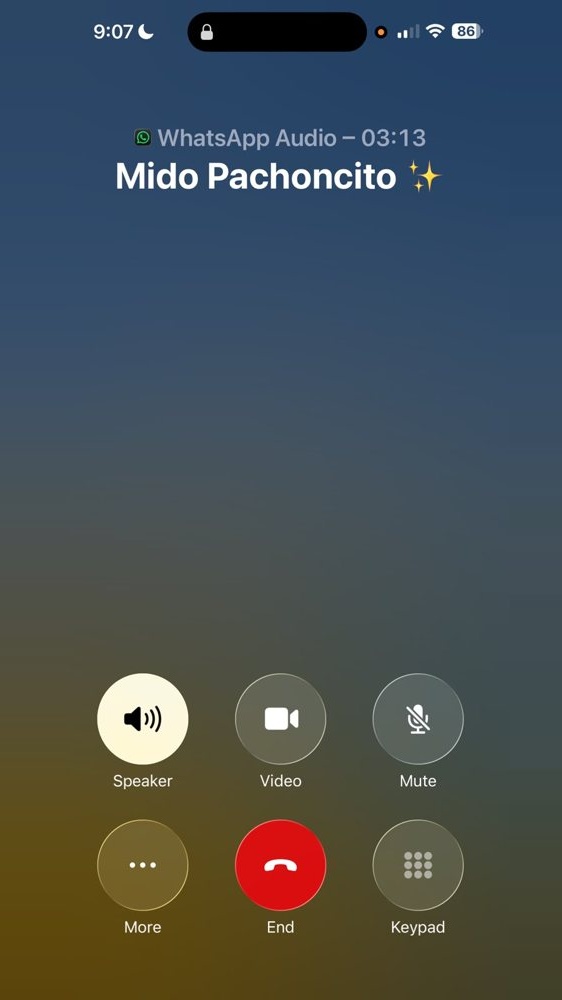 9:07 86
WhatsApp Audio – 03:13
Mido Pachoncito ✨
Speaker Video Mute
More End Keypad